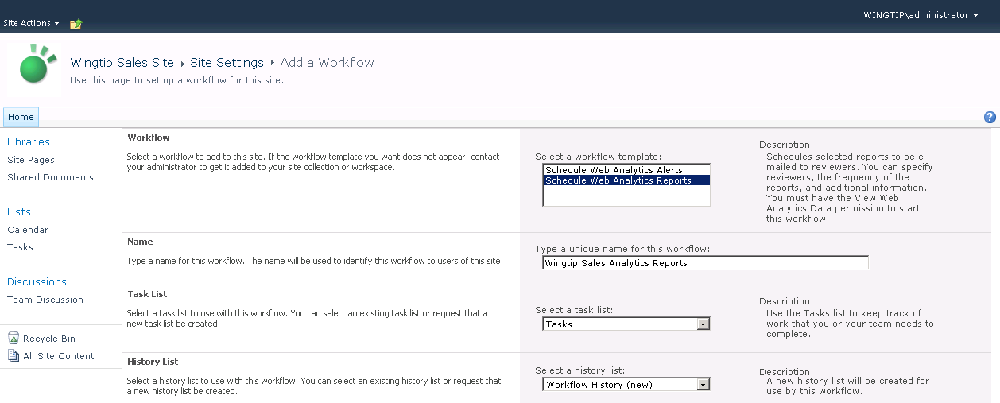 WINGTIP\administrator
Site Actions
Wingtip Sales Site Site Settings Add a Workflow
Use this page to set up a workflow for this site.
Home
Libraries
Site Pages
Shared Documents
Lists
Calendar
Tasks
Discussions
Team Discussion
Recycle Bin
All Site Content
Workflow
Select a workflow to add to this site. If the workflow template you want does not appear, contact
your administrator to get it added to your site collection or workspace.
Select a workflow template:
Schedule Web Analytics Alerts
Schedule Web Analytics Reports
Description:
Schedules selected reports to be e-
mailed to reviewers. You can specify
reviewers, the frequency of the
reports, and additional information.
You must have the View Web
Analytics Data permission to start
this workflow.
Name
Type a name for this workflow. The name will be used to identify this workflow to users of this site.
Type a unique name for this workflow:
Wingtip Sales Analytics Reports
Task List
Select a task list to use with this workflow. You can select an existing task list or request that a
new task list be created.
Select a task list:
Tasks
Description:
Use the Tasks list to keep track of
work that you or your team needs to
complete.
History List
Select a history list to use with this workflow. You can select an existing history list or request that
a new history list be created.
Select a history list:
Workflow History (new)
Description:
A new history list will be created for
use by this workflow.